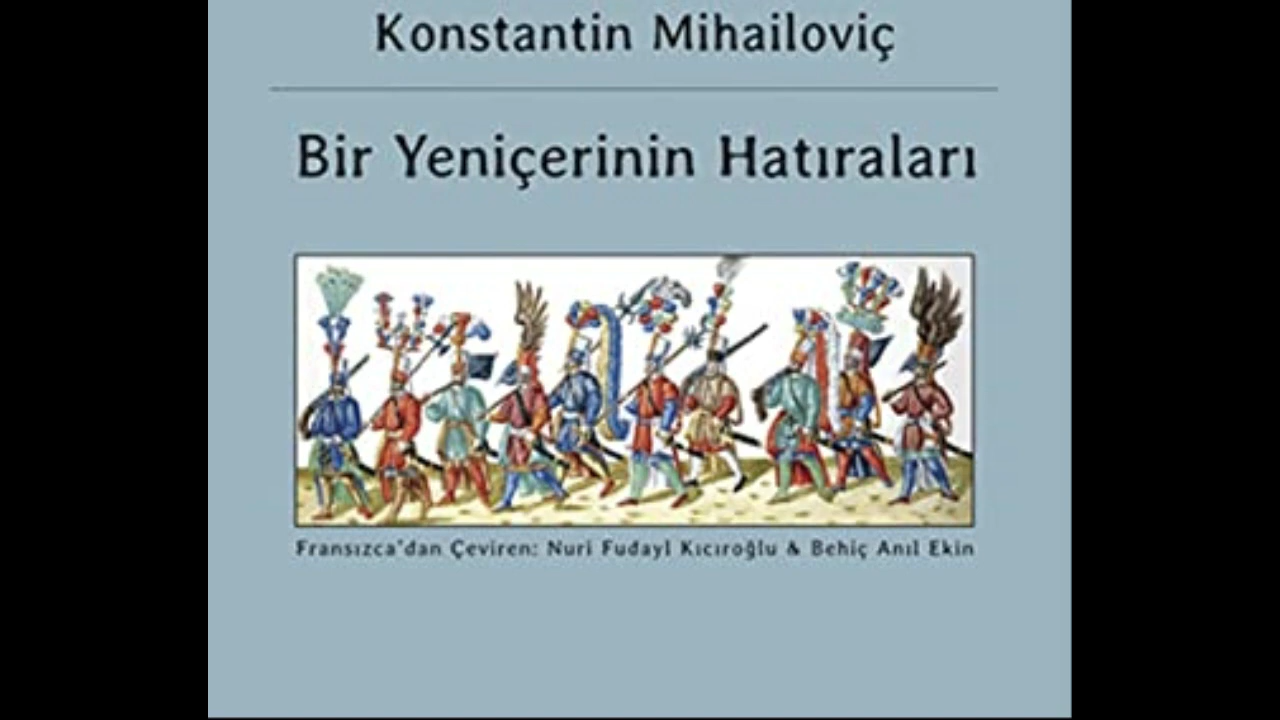 Konstantin Mihailoviç
Bir Yeniçerinin Hatıraları
Fransızca'dan Çeviren: Nuri Fudayl Kıcıroğlu & Behiç Anıl Ekin